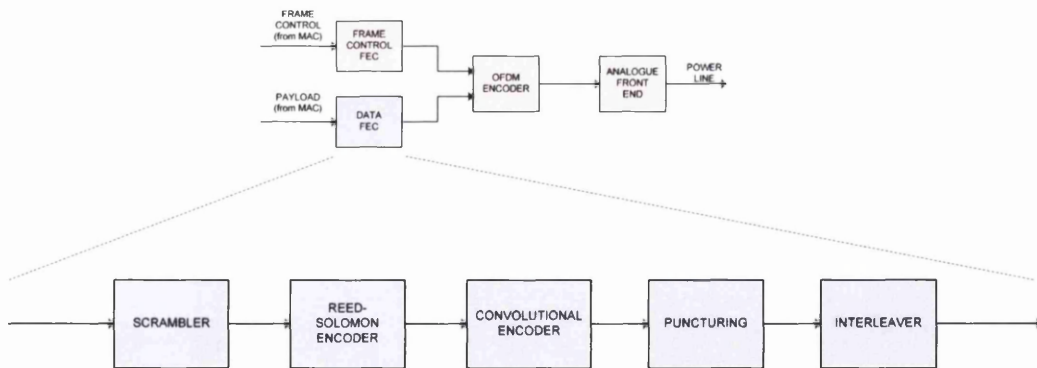 FRAME
CONTROL
(from MAC)
FRAME
CONTROL
FEC
PAYLOAD
(from MAC)
DATA
FEC
OFDM
ENCODER
ANALOGUE
FRONT
END
POWER
LINE
SCRAMBLER
REED-
SOLOMON
ENCODER
CONVOLUTIONAL
ENCODER
PUNCTURING
INTERLEAVER